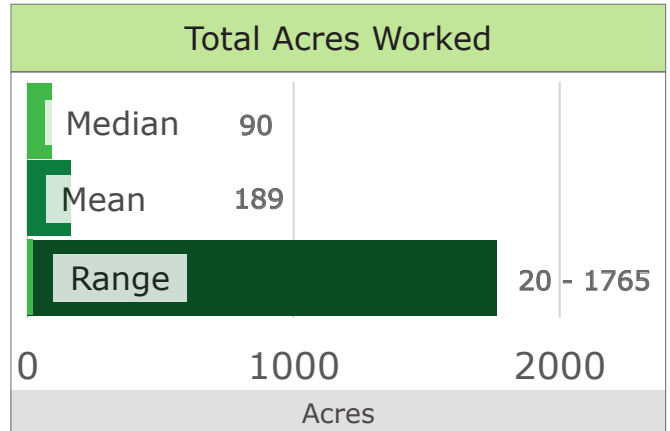 Total Acres Worked
Median 90
Mean 189
Range 20 - 1765
0 1000 2000
Acres